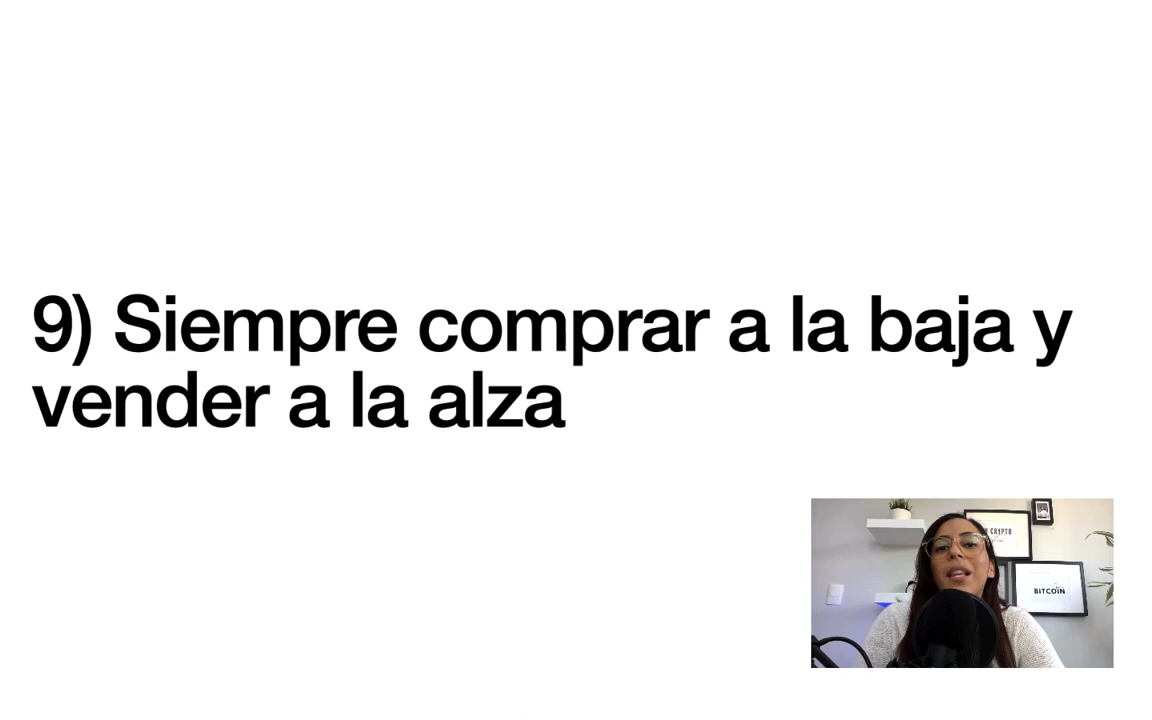 9) Siempre comprar a la baja y
vender a la alza
CRYPTO
BITCOIN